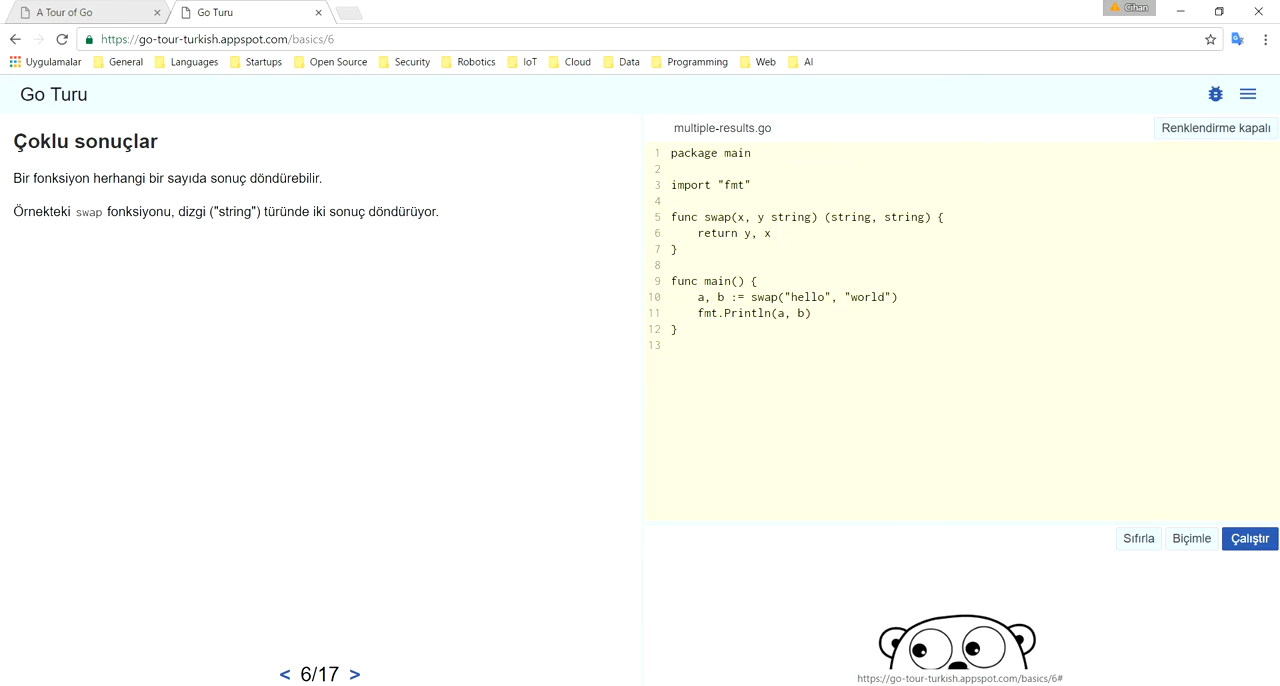 A Tour of Go
Go Turu
Cihan
https://go-tour-turkish.appspot.com/basics/6
Uygulamalar General Languages Startups Open Source Security Robotics IoT Cloud Data Programming Web AI
Go Turu
Çoklu sonuçlar
Bir fonksiyon herhangi bir sayıda sonuç döndürebilir.
Örnekteki swap fonksiyonu, dizgi ("string") türünde iki sonuç döndürüyor.
< 6/17 >
multiple-results.go
Renklendirme kapalı
1 package main
2
3 import "fmt"
4
5 func swap(x, y string) (string, string) {
6     return y, x
7 }
8
9 func main() {
10     a, b := swap("hello", "world")
11     fmt.Println(a, b)
12 }
13
Sıfırla Biçimle Çalıştır
https://go-tour-turkish.appspot.com/basics/6#